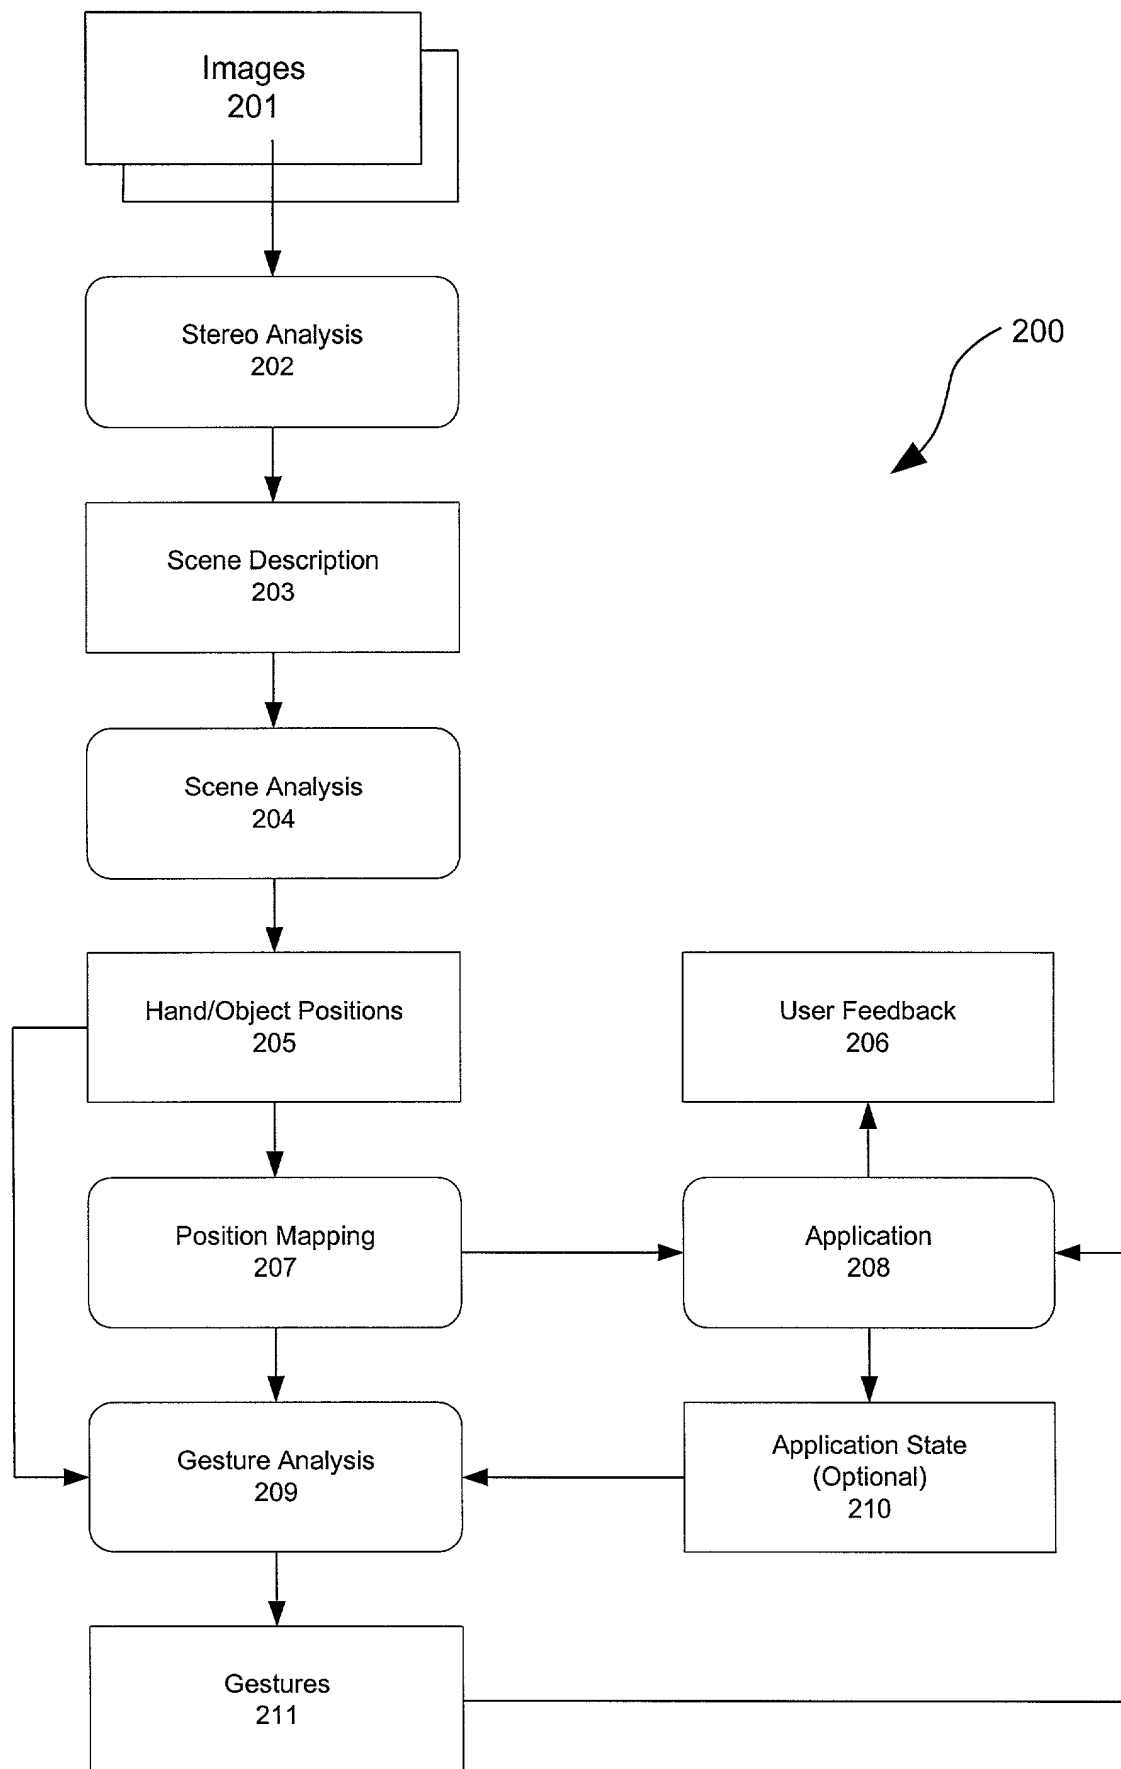 Images
201
Stereo Analysis
202
200
Scene Description
203
Scene Analysis
204
Hand/Object Positions
205
User Feedback
206
Position Mapping
207
Application
208
Gesture Analysis
209
Application State
(Optional)
210
Gestures
211